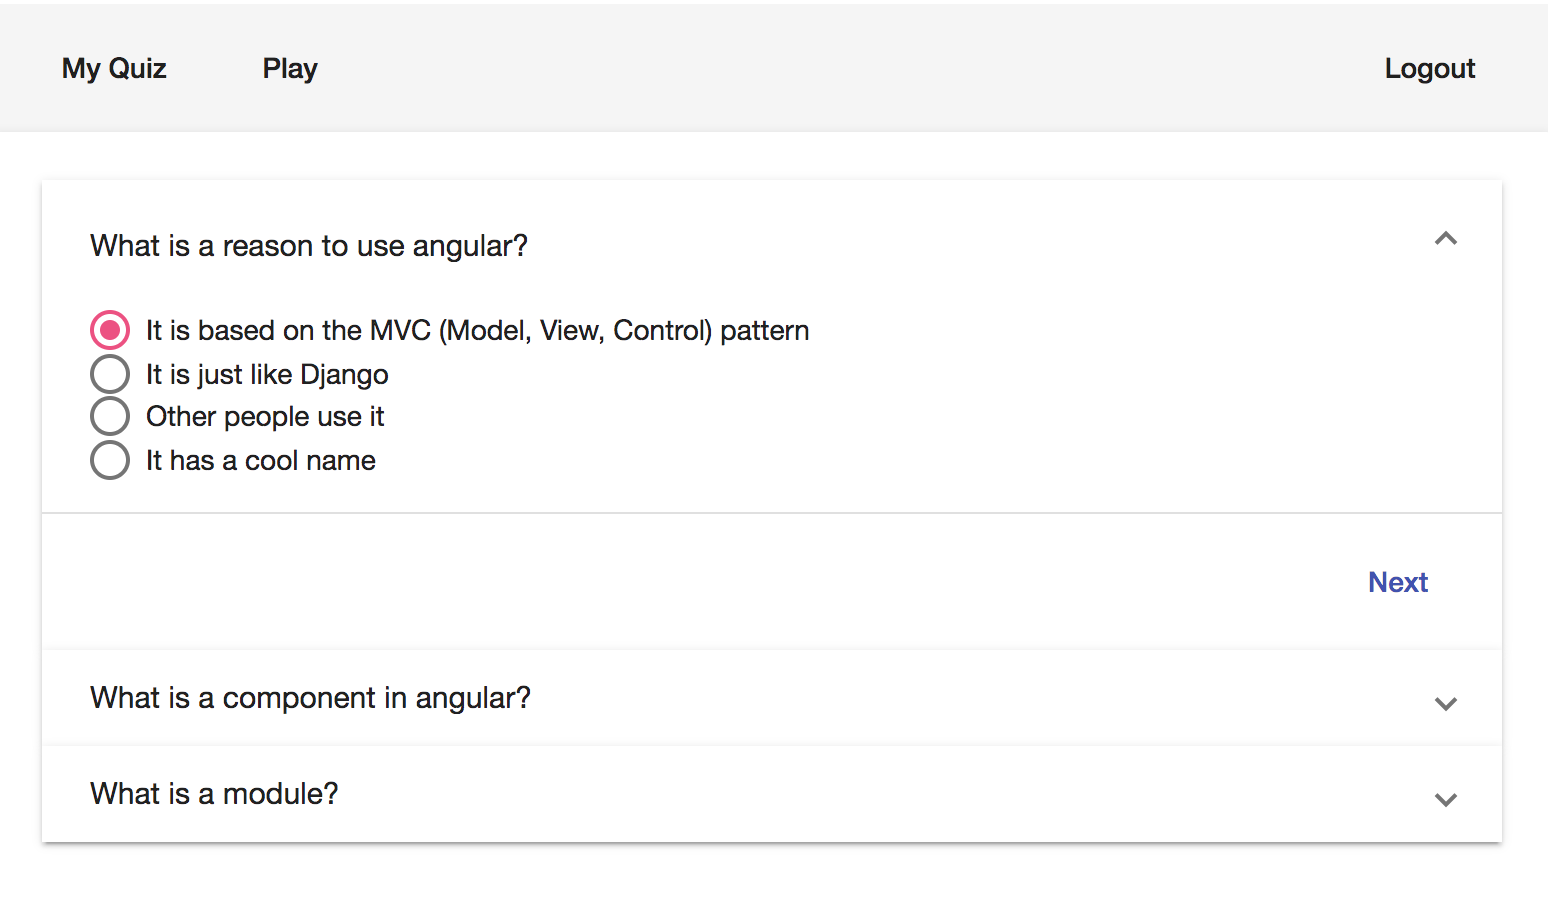 My Quiz Play Logout
What is a reason to use angular?
It is based on the MVC (Model, View, Control) pattern
It is just like Django
Other people use it
It has a cool name
Next
What is a component in angular?
What is a module?